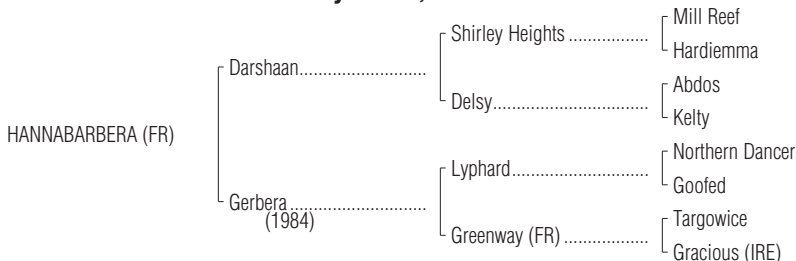 Mill Reef
Shirley Heights ..................
Hardiemma
Darshaan............................
Abdos
Delsy.....................................
Kelty
HANNABARBERA (FR)
Northern Dancer
Lyphard................................
Goofed
Gerbera ..............................
(1984)
Targowice
Greenway (FR) ...................
Gracious (IRE)